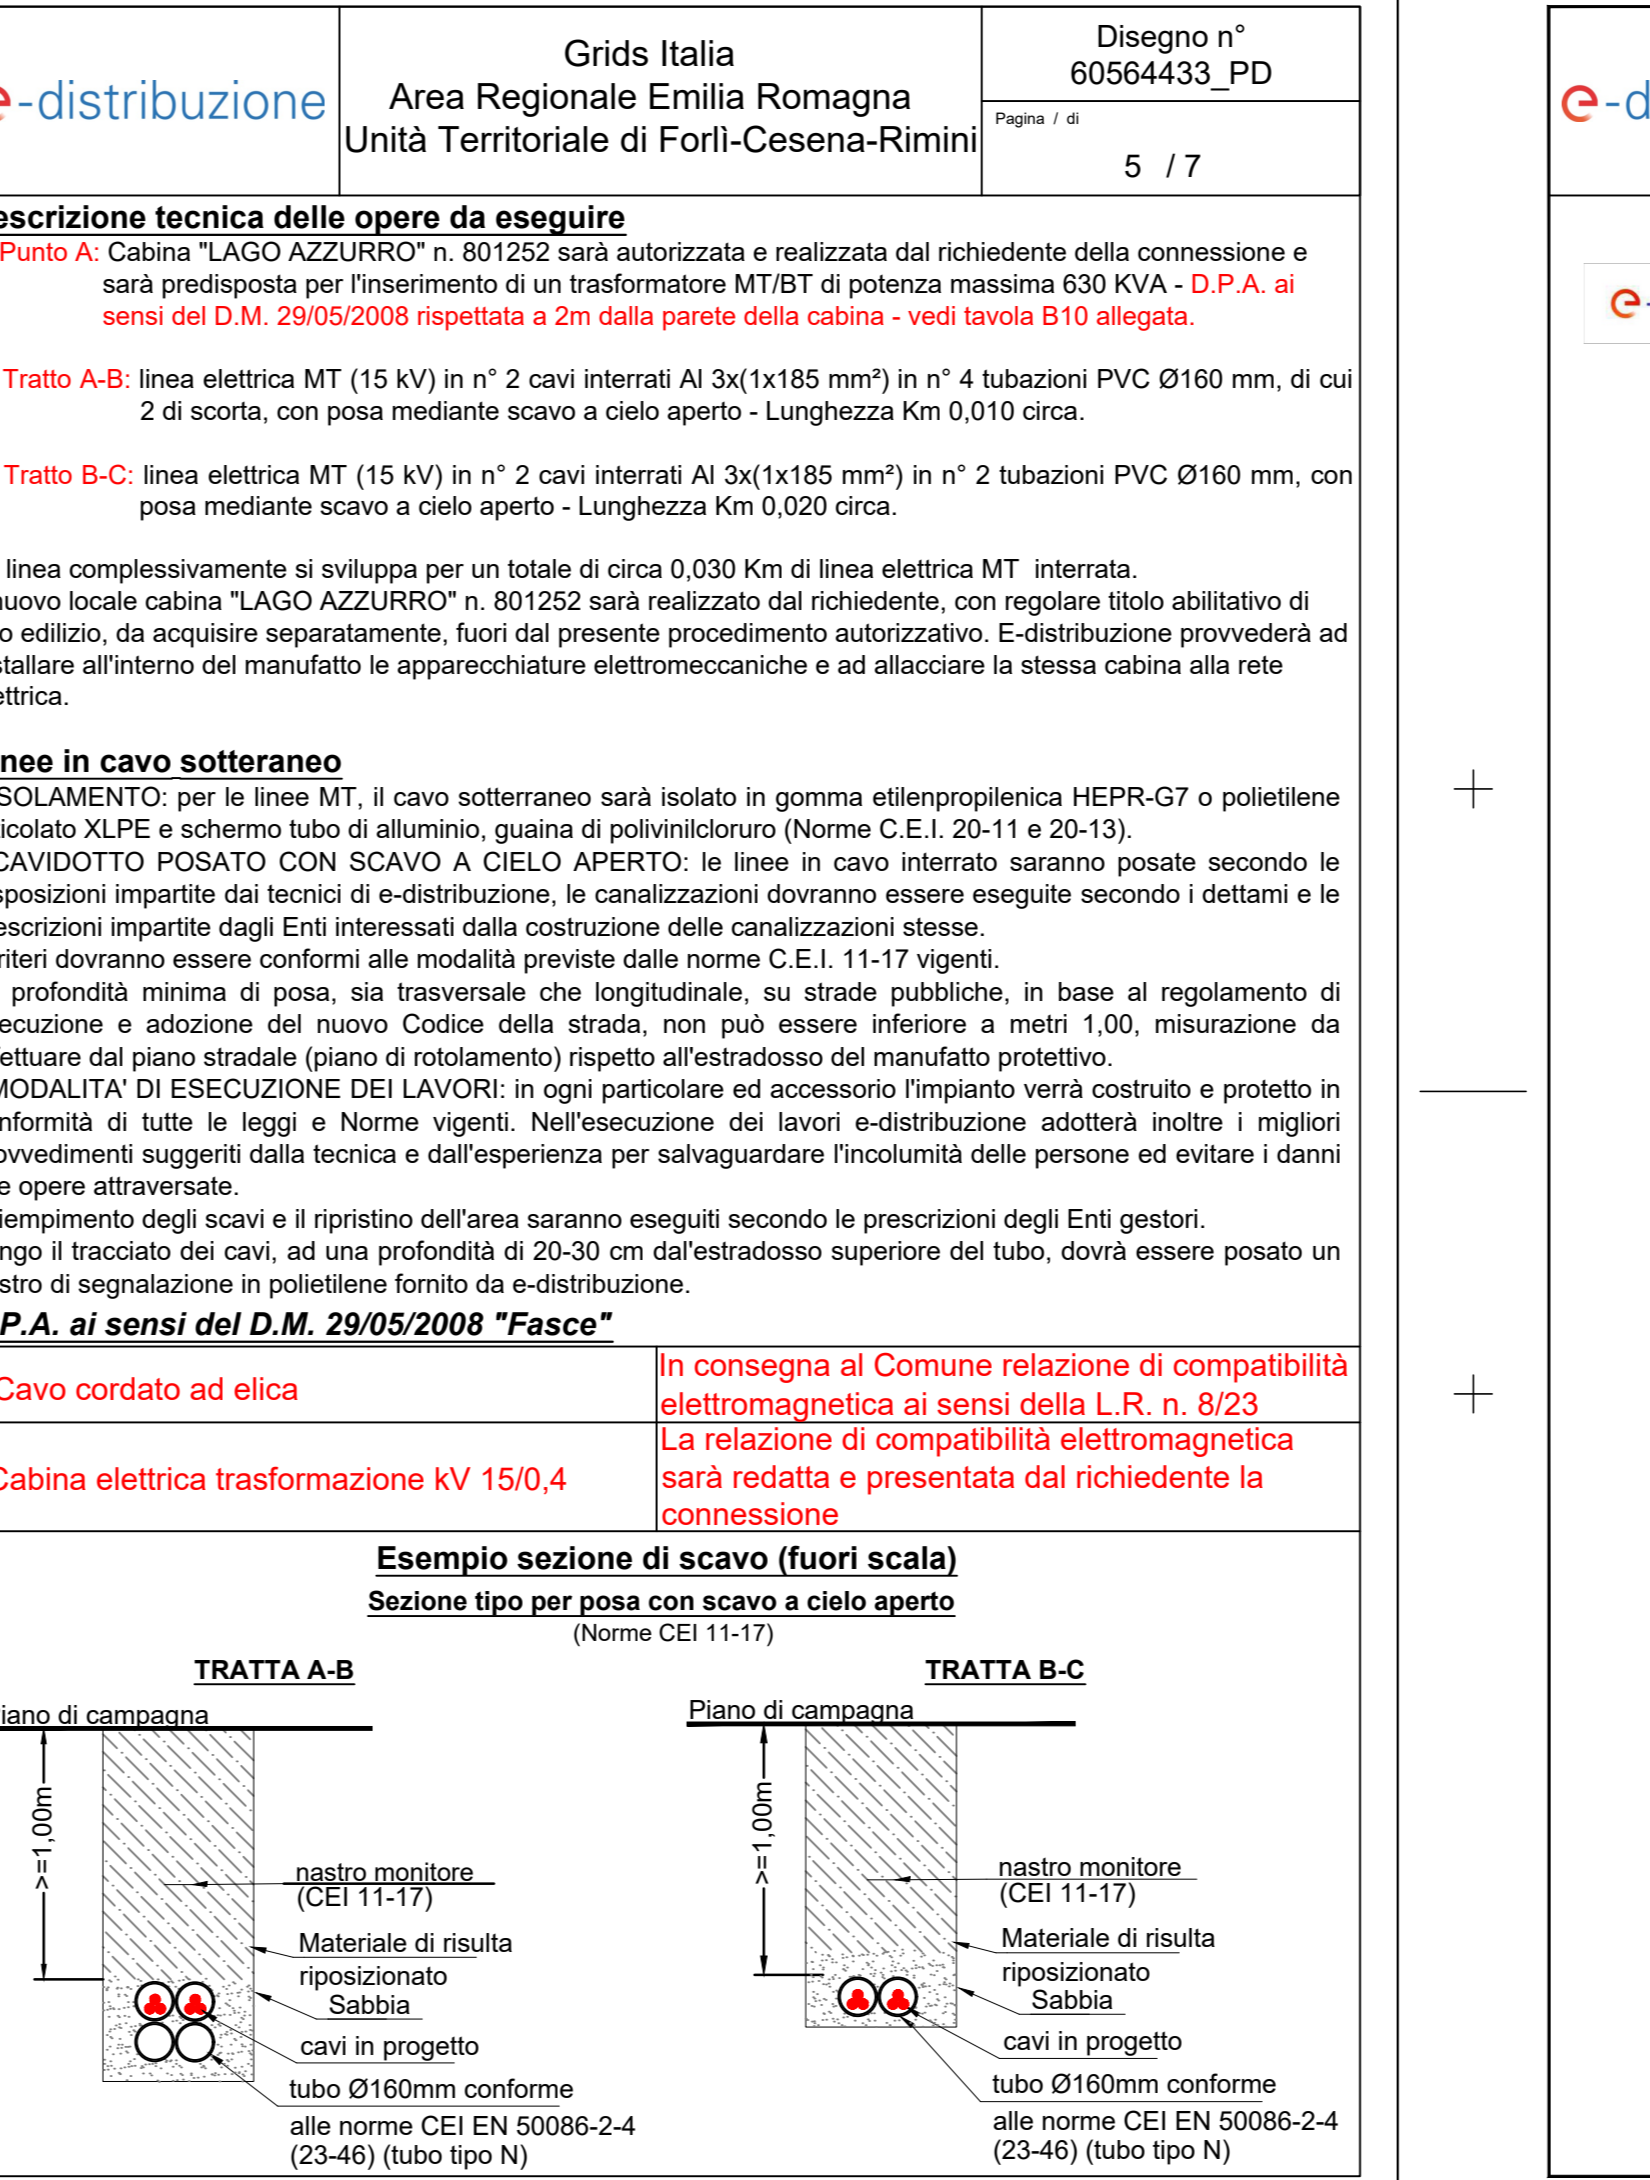 e-distribuzione
Grids Italia
Area Regionale Emilia Romagna
Unità Territoriale di Forlì-Cesena-Rimini
Disegno n°
60564433_PD
Pagina / di
5 / 7
escrizione tecnica delle opere da eseguire
Punto A: Cabina "LAGO AZZURRO" n. 801252 sarà autorizzata e realizzata dal richiedente della connessione e
sarà predisposta per l'inserimento di un trasformatore MT/BT di potenza massima 630 KVA - D.P.A. ai
sensi del D.M. 29/05/2008 rispettata a 2m dalla parete della cabina - vedi tavola B10 allegata.
Tratto A-B: linea elettrica MT (15 kV) in n° 2 cavi interrati Al 3x(1x185 mm²) in n° 4 tubazioni PVC Ø160 mm, di cui
2 di scorta, con posa mediante scavo a cielo aperto - Lunghezza Km 0,010 circa.
Tratto B-C: linea elettrica MT (15 kV) in n° 2 cavi interrati Al 3x(1x185 mm²) in n° 2 tubazioni PVC Ø160 mm, con
posa mediante scavo a cielo aperto - Lunghezza Km 0,020 circa.
linea complessivamente si sviluppa per un totale di circa 0,030 Km di linea elettrica MT interrata.
nuovo locale cabina "LAGO AZZURRO" n. 801252 sarà realizzato dal richiedente, con regolare titolo abilitativo di
o edilizio, da acquisire separatamente, fuori dal presente procedimento autorizzativo. E-distribuzione provvederà ad
stallare all'interno del manufatto le apparecchiature elettromeccaniche e ad allacciare la stessa cabina alla rete
ettrica.
nee in cavo sotteraneo
SOLAMENTO: per le linee MT, il cavo sotterraneo sarà isolato in gomma etilenpropilenica HEPR-G7 o polietilene
ticolato XLPE e schermo tubo di alluminio, guaina di polivinilcloruro (Norme C.E.I. 20-11 e 20-13).
CAVIDOTTO POSATO CON SCAVO A CIELO APERTO: le linee in cavo interrato saranno posate secondo le
sposizioni impartite dai tecnici di e-distribuzione, le canalizzazioni dovranno essere eseguite secondo i dettami e le
escrizioni impartite dagli Enti interessati dalla costruzione delle canalizzazioni stesse.
riteri dovranno essere conformi alle modalità previste dalle norme C.E.I. 11-17 vigenti.
profondità minima di posa, sia trasversale che longitudinale, su strade pubbliche, in base al regolamento di
ecuzione e adozione del nuovo Codice della strada, non può essere inferiore a metri 1,00, misurazione da
fettuare dal piano stradale (piano di rotolamento) rispetto all'estradosso del manufatto protettivo.
MODALITA' DI ESECUZIONE DEI LAVORI: in ogni particolare ed accessorio l'impianto verrà costruito e protetto in
nformità di tutte le leggi e Norme vigenti. Nell'esecuzione dei lavori e-distribuzione adotterà inoltre i migliori
ovvedimenti suggeriti dalla tecnica e dall'esperienza per salvaguardare l'incolumità delle persone ed evitare i danni
e opere attraversate.
iempimento degli scavi e il ripristino dell'area saranno eseguiti secondo le prescrizioni degli Enti gestori.
ngo il tracciato dei cavi, ad una profondità di 20-30 cm dal'estradosso superiore del tubo, dovrà essere posato un
stro di segnalazione in polietilene fornito da e-distribuzione.
P.A. ai sensi del D.M. 29/05/2008 "Fasce"
Cavo cordato ad elica
In consegna al Comune relazione di compatibilità
elettromagnetica ai sensi della L.R. n. 8/23
Cabina elettrica trasformazione kV 15/0,4
La relazione di compatibilità elettromagnetica
sarà redatta e presentata dal richiedente la
connessione
Esempio sezione di scavo (fuori scala)
Sezione tipo per posa con scavo a cielo aperto
(Norme CEI 11-17)
TRATTA A-B
iano di campagna
>=1,00m
nastro monitore
(CEI 11-17)
Materiale di risulta
riposizionato
Sabbia
cavi in progetto
tubo Ø160mm conforme
alle norme CEI EN 50086-2-4
(23-46) (tubo tipo N)
TRATTA B-C
Piano di campagna
>=1,00m
nastro monitore
(CEI 11-17)
Materiale di risulta
riposizionato
Sabbia
cavi in progetto
tubo Ø160mm conforme
alle norme CEI EN 50086-2-4
(23-46) (tubo tipo N)
e-d
e-